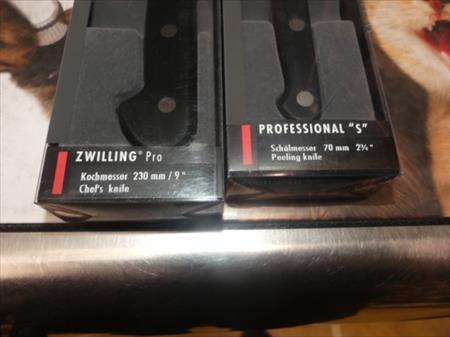 ZWILLING® Pro
Kochmesser 230 mm / 9"
Chef's knife
PROFESSIONAL "S"
Schälmesser 70 mm 2¾"
Peeling knife